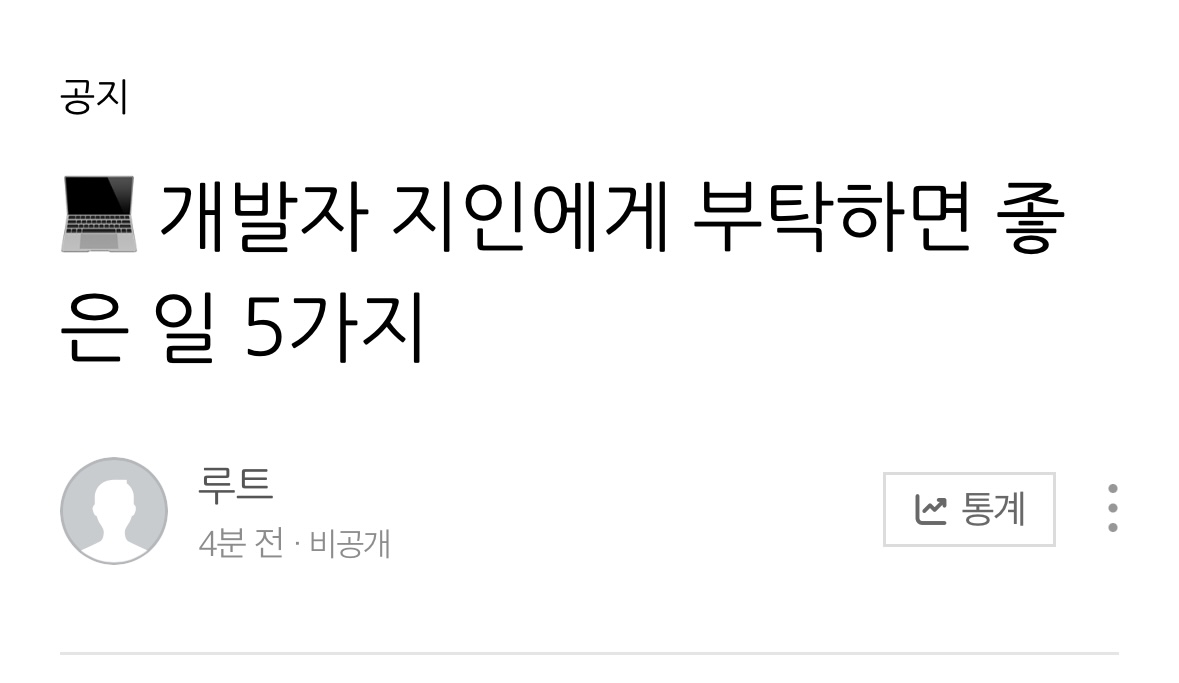 공지
💻 개발자 지인에게 부탁하면 좋
은 일 5가지
루트
4분 전 · 비공개
통계